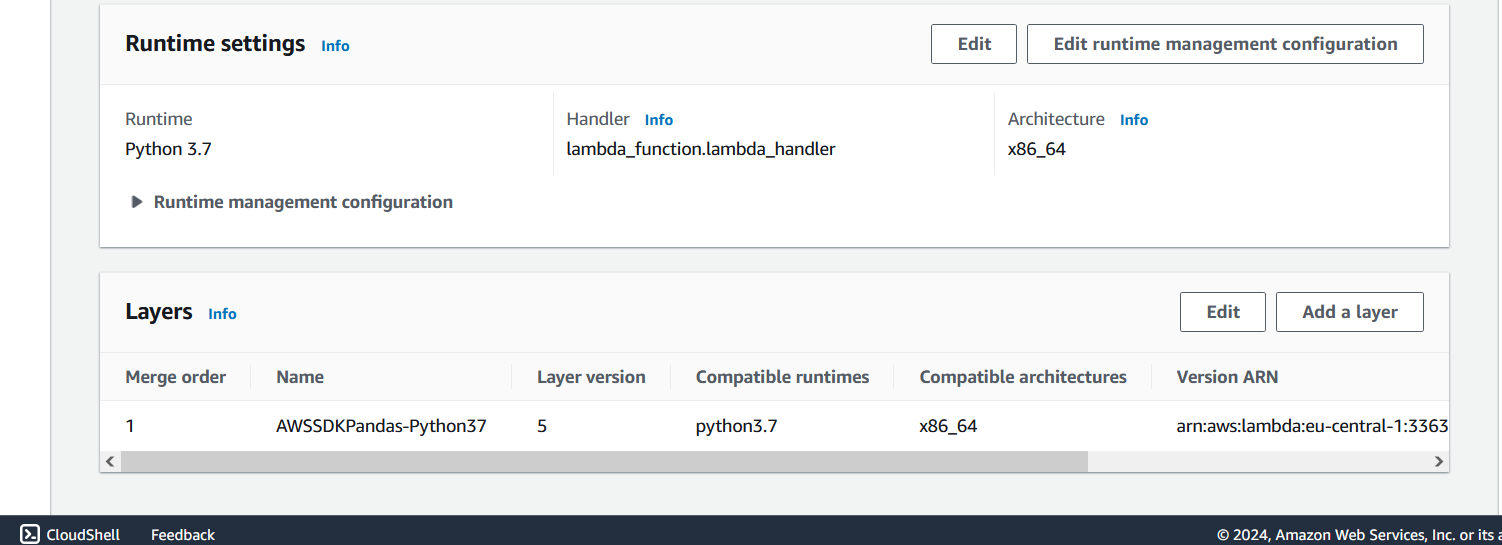 Runtime settings Info Edit Edit runtime management configuration
Runtime Handler Info Architecture Info
Python 3.7 lambda_function.lambda_handler x86_64
Runtime management configuration
Layers Info Edit Add a layer
Merge order Name Layer version Compatible runtimes Compatible architectures Version ARN
1 AWSSDKPandas-Python37 5 python3.7 x86_64 arn:aws:lambda:eu-central-1:3363
CloudShell Feedback © 2024, Amazon Web Services, Inc. or its